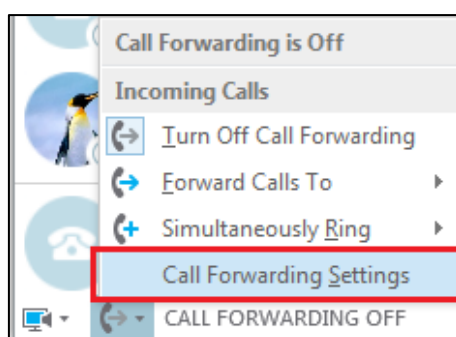 Call Forwarding is Off
Incoming Calls
Turn Off Call Forwarding
Forward Calls To
Simultaneously Ring
Call Forwarding Settings
CALL FORWARDING OFF